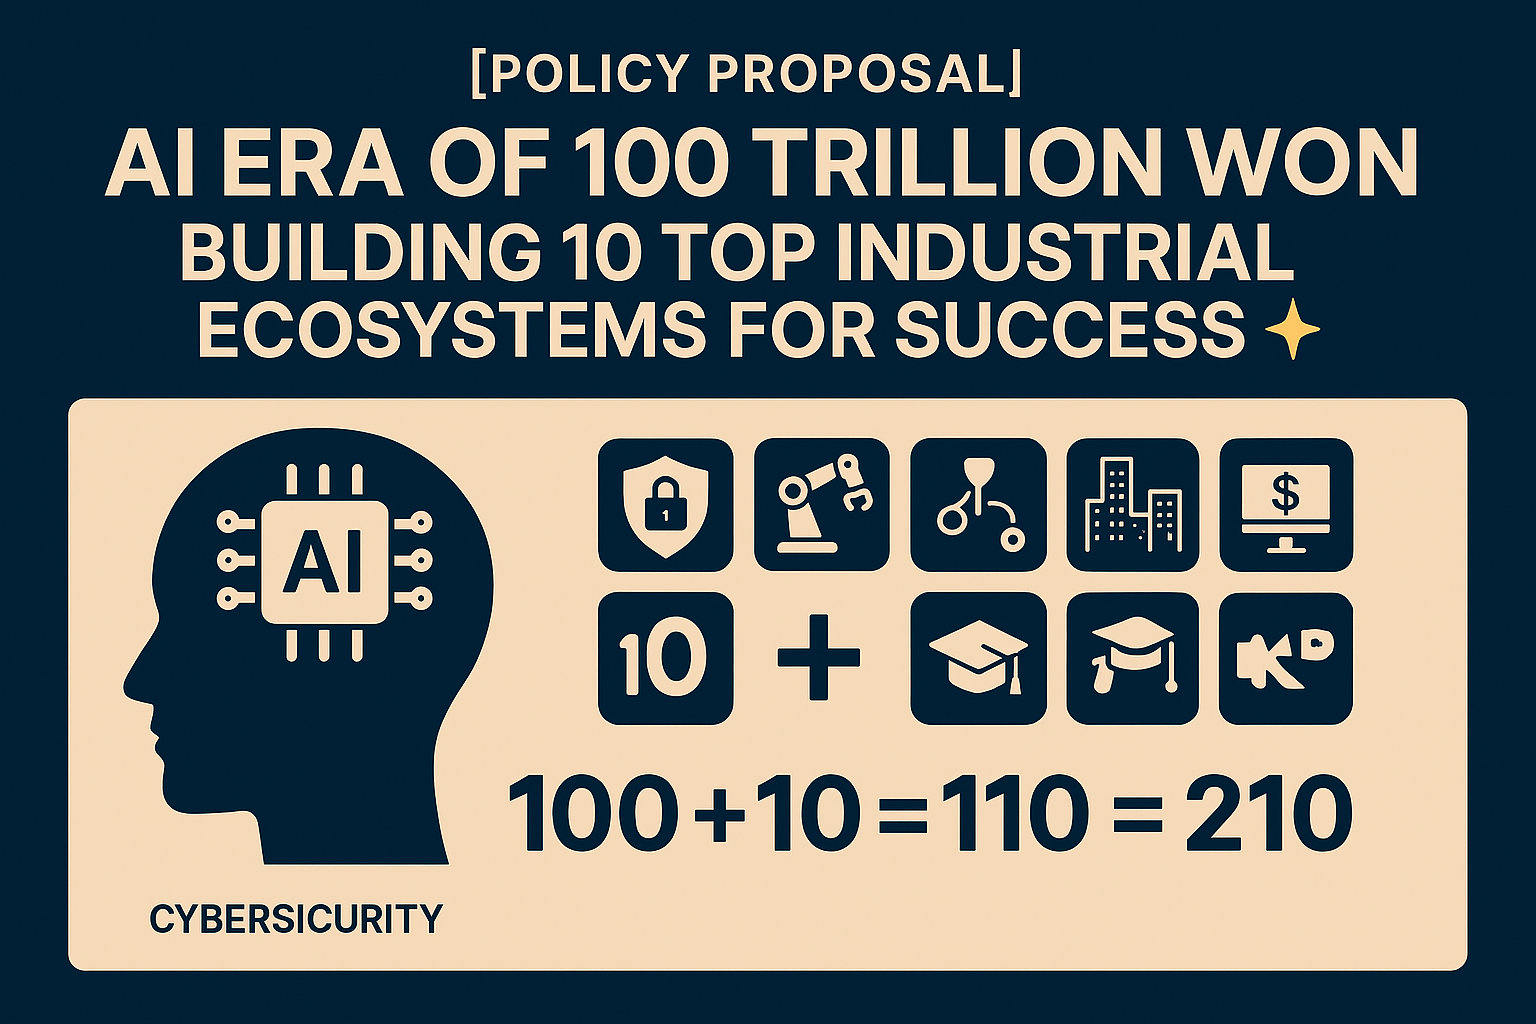 [POLICY PROPOSAL]
AI ERA OF 100 TRILLION WON
BUILDING 10 TOP INDUSTRIAL
ECOSYSTEMS FOR SUCCESS
AI
1
$
10
+
K D
100+10=110=210
CYBERSICURITY